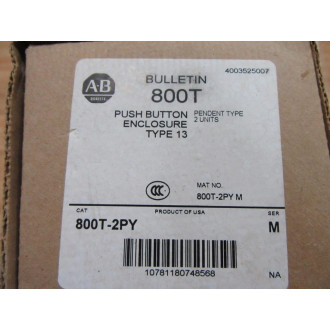 4003525007
BULLETIN
800T
A-B
PUSH BUTTON
ENCLOSURE
TYPE 13
PENDENT TYPE
2 UNITS
CCC
MAT NO.
800T-2PY M
CAT
PRODUCT OF USA
SER
800T-2PY
M
10781180748568
NA